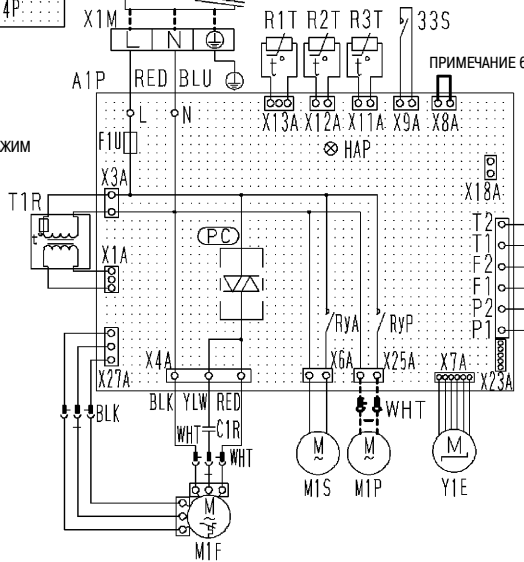 4P
X1M
L N
R1T R2T R3T
33S
t° t° t°
ПРИМЕЧАНИЕ 6
A1P RED BLU
X13A X12A X11A X9A X8A
L N
F1U
ЖИМ
HAP
X3A
X18A
T1R
t°
PC
T2
T1
F2
F1
P2
P1
X1A
RyA RyP
X27A X4A X6A X25A X7A X23A
BLK YLW RED
BLK
WHT C1R
WHT
WHT
M M M
M1S M1P Y1E
M
M1F